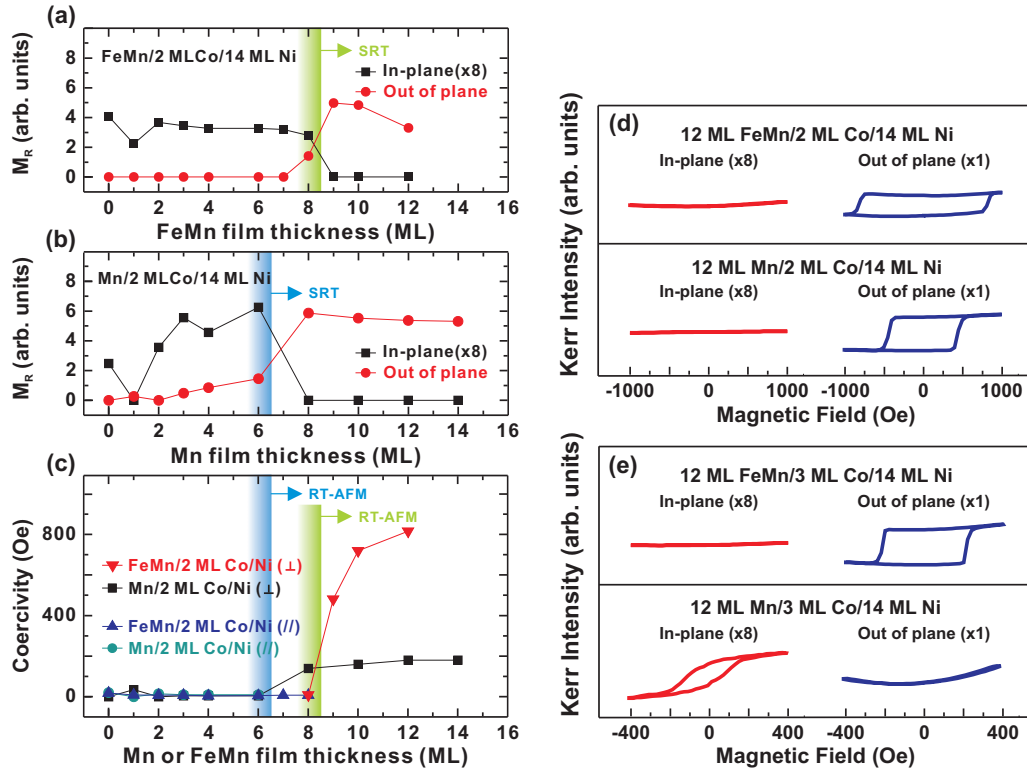 (a)
FeMn/2 MLCo/14 ML Ni
SRT
In-plane(x8)
Out of plane
M_R (arb. units)
8
6
4
2
0
0 2 4 6 8 10 12 14 16
FeMn film thickness (ML)
(b)
Mn/2 MLCo/14 ML Ni
SRT
In-plane(x8)
Out of plane
M_R (arb. units)
8
6
4
2
0
0 2 4 6 8 10 12 14 16
Mn film thickness (ML)
(c)
RT-AFM
RT-AFM
FeMn/2 ML Co/Ni (⊥)
Mn/2 ML Co/Ni (⊥)
FeMn/2 ML Co/Ni (//)
Mn/2 ML Co/Ni (//)
Coercivity (Oe)
800
400
0
0 2 4 6 8 10 12 14 16
Mn or FeMn film thickness (ML)
(d)
12 ML FeMn/2 ML Co/14 ML Ni
In-plane (x8) Out of plane (x1)
12 ML Mn/2 ML Co/14 ML Ni
In-plane (x8) Out of plane (x1)
Kerr Intensity (arb. units)
-1000 0 1000 -1000 0 1000
Magnetic Field (Oe)
(e)
12 ML FeMn/3 ML Co/14 ML Ni
In-plane (x8) Out of plane (x1)
12 ML Mn/3 ML Co/14 ML Ni
In-plane (x8) Out of plane (x1)
Kerr Intensity (arb. units)
-400 0 400 -400 0 400
Magnetic Field (Oe)